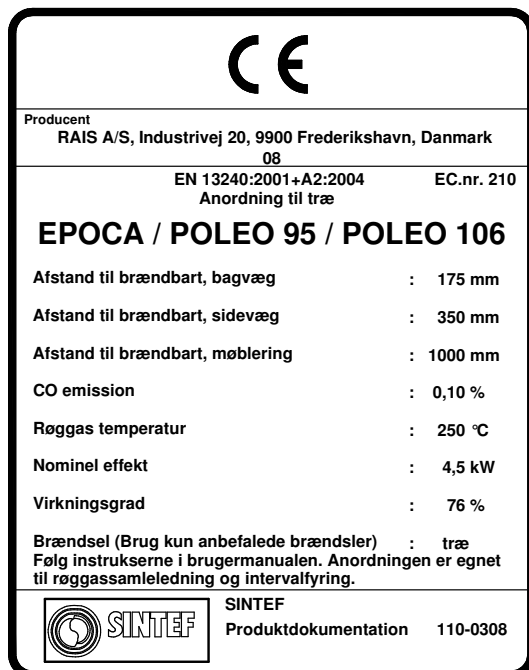 CE
Producent
RAIS A/S, Industrivej 20, 9900 Frederikshavn, Danmark
08
EN 13240:2001+A2:2004 EC.nr. 210
Anordning til træ
EPOCA / POLEO 95 / POLEO 106
Afstand til brændbart, bagvæg : 175 mm
Afstand til brændbart, sidevæg : 350 mm
Afstand til brændbart, møblering : 1000 mm
CO emission : 0,10 %
Røggas temperatur : 250 °C
Nominel effekt : 4,5 kW
Virkningsgrad : 76 %
Brændsel (Brug kun anbefalede brændsler) : træ
Følg instrukserne i brugermanualen. Anordningen er egnet
til røggassamleledning og intervalfyring.
SINTEF
SINTEF
Produktdokumentation 110-0308